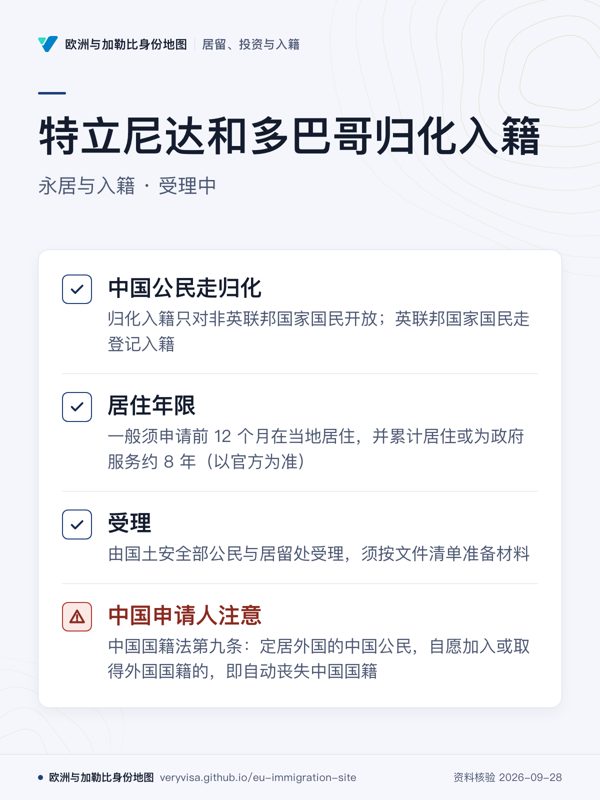 欧洲与加勒比身份地图 居留、投资与入籍
特立尼达和多巴哥归化入籍
永居与入籍 · 受理中
中国公民走归化
归化入籍只对非英联邦国家国民开放；英联邦国家国民走
登记入籍
居住年限
一般须申请前 12 个月在当地居住，并累计居住或为政府
服务约 8 年（以官方为准）
受理
由国土安全部公民与居留处受理，须按文件清单准备材料
中国申请人注意
中国国籍法第九条：定居外国的中国公民，自愿加入或取
得外国国籍的，即自动丧失中国国籍
欧洲与加勒比身份地图 veryvisa.github.io/eu-immigration-site 资料核验 2026-09-28